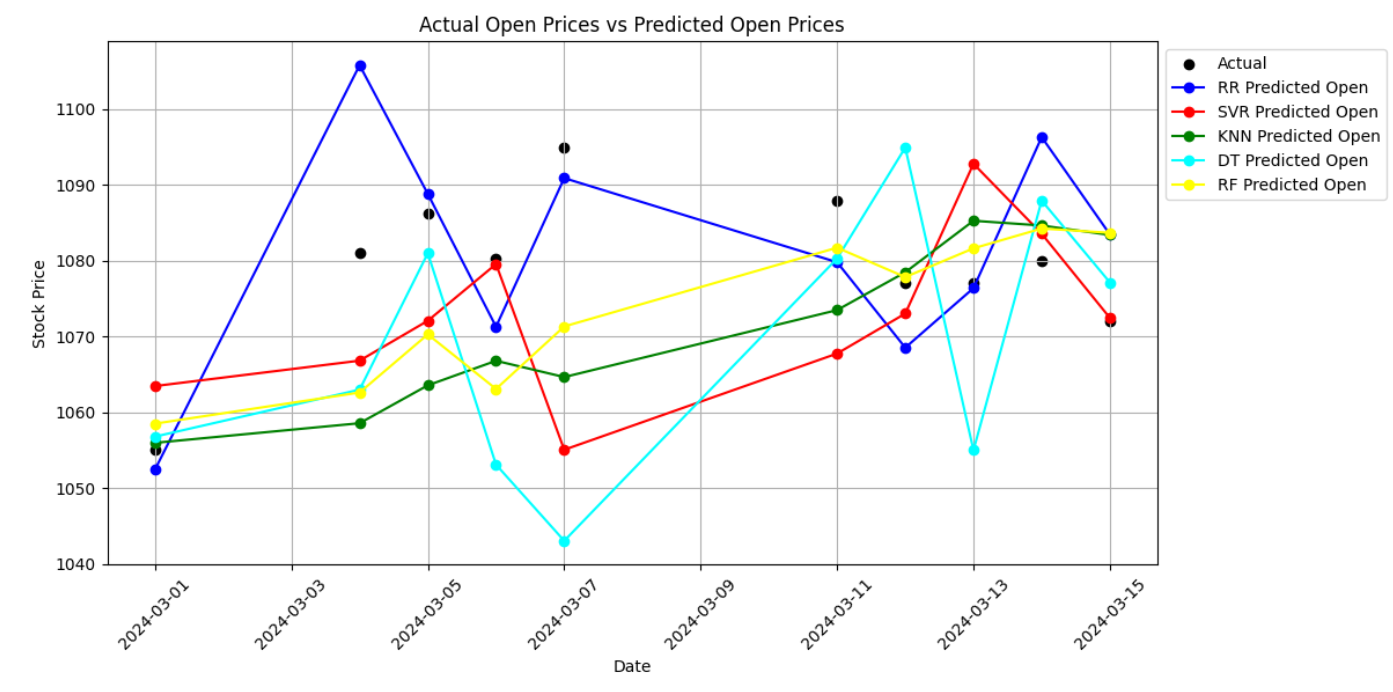 Actual Open Prices vs Predicted Open Prices
Actual
RR Predicted Open
SVR Predicted Open
KNN Predicted Open
DT Predicted Open
RF Predicted Open
Stock Price
1100
1090
1080
1070
1060
1050
1040
2024-03-01
2024-03-03
2024-03-05
2024-03-07
2024-03-09
2024-03-11
2024-03-13
2024-03-15
Date